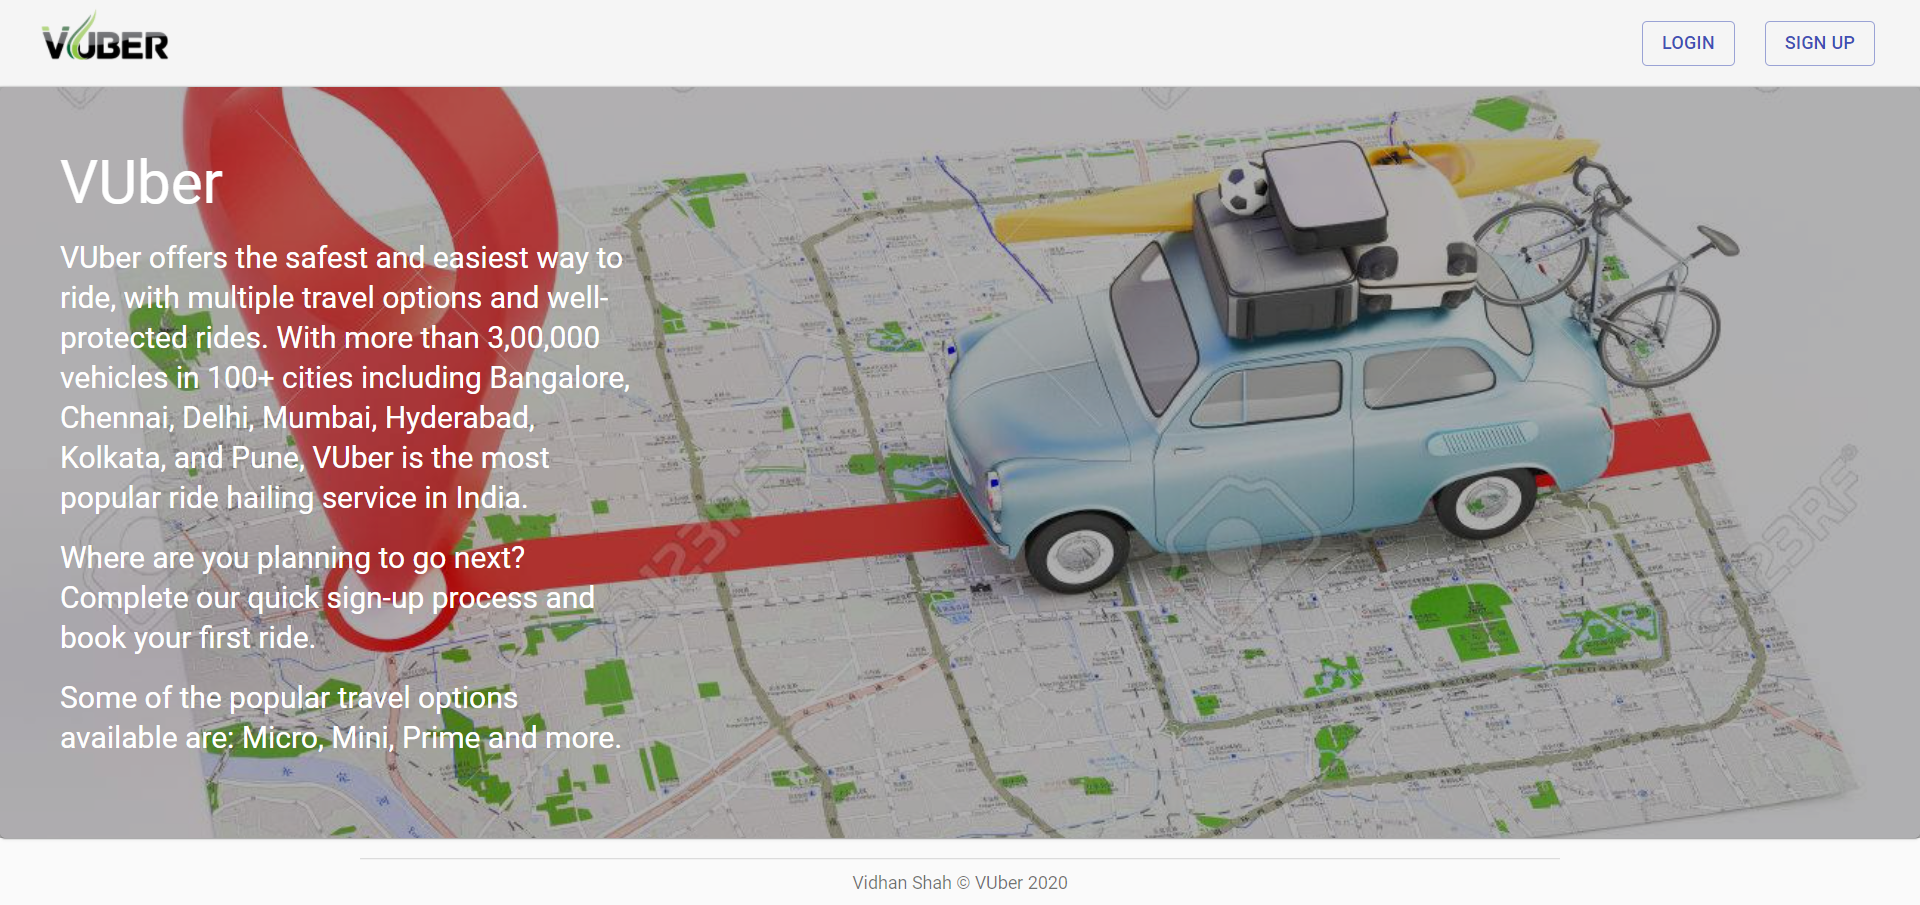 VUBER
LOGIN
SIGN UP
VUber
VUber offers the safest and easiest way to
ride, with multiple travel options and well-
protected rides. With more than 3,00,000
vehicles in 100+ cities including Bangalore,
Chennai, Delhi, Mumbai, Hyderabad,
Kolkata, and Pune, VUber is the most
popular ride hailing service in India.
Where are you planning to go next?
Complete our quick sign-up process and
book your first ride.
Some of the popular travel options
available are: Micro, Mini, Prime and more.
123RF
123RF®
Vidhan Shah © VUber 2020